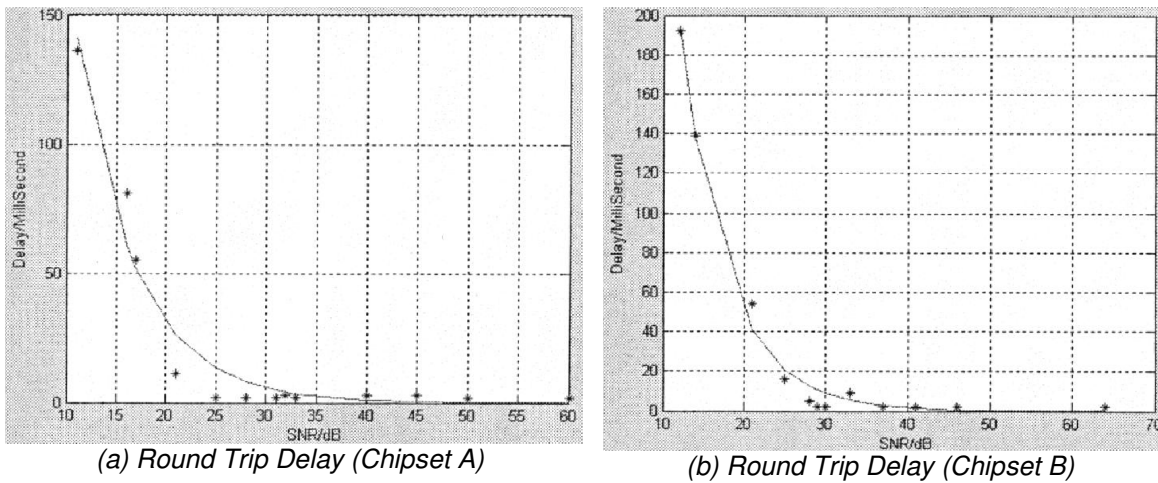 150
100
50
0
Delay/MilliSecond
10 15 20 25 30 35 40 45 50 55 60
SNR/dB
(a) Round Trip Delay (Chipset A)
200
180
160
140
120
100
80
60
40
20
0
Delay/MilliSecond
10 20 30 40 50 60 70
SNR/dB
(b) Round Trip Delay (Chipset B)